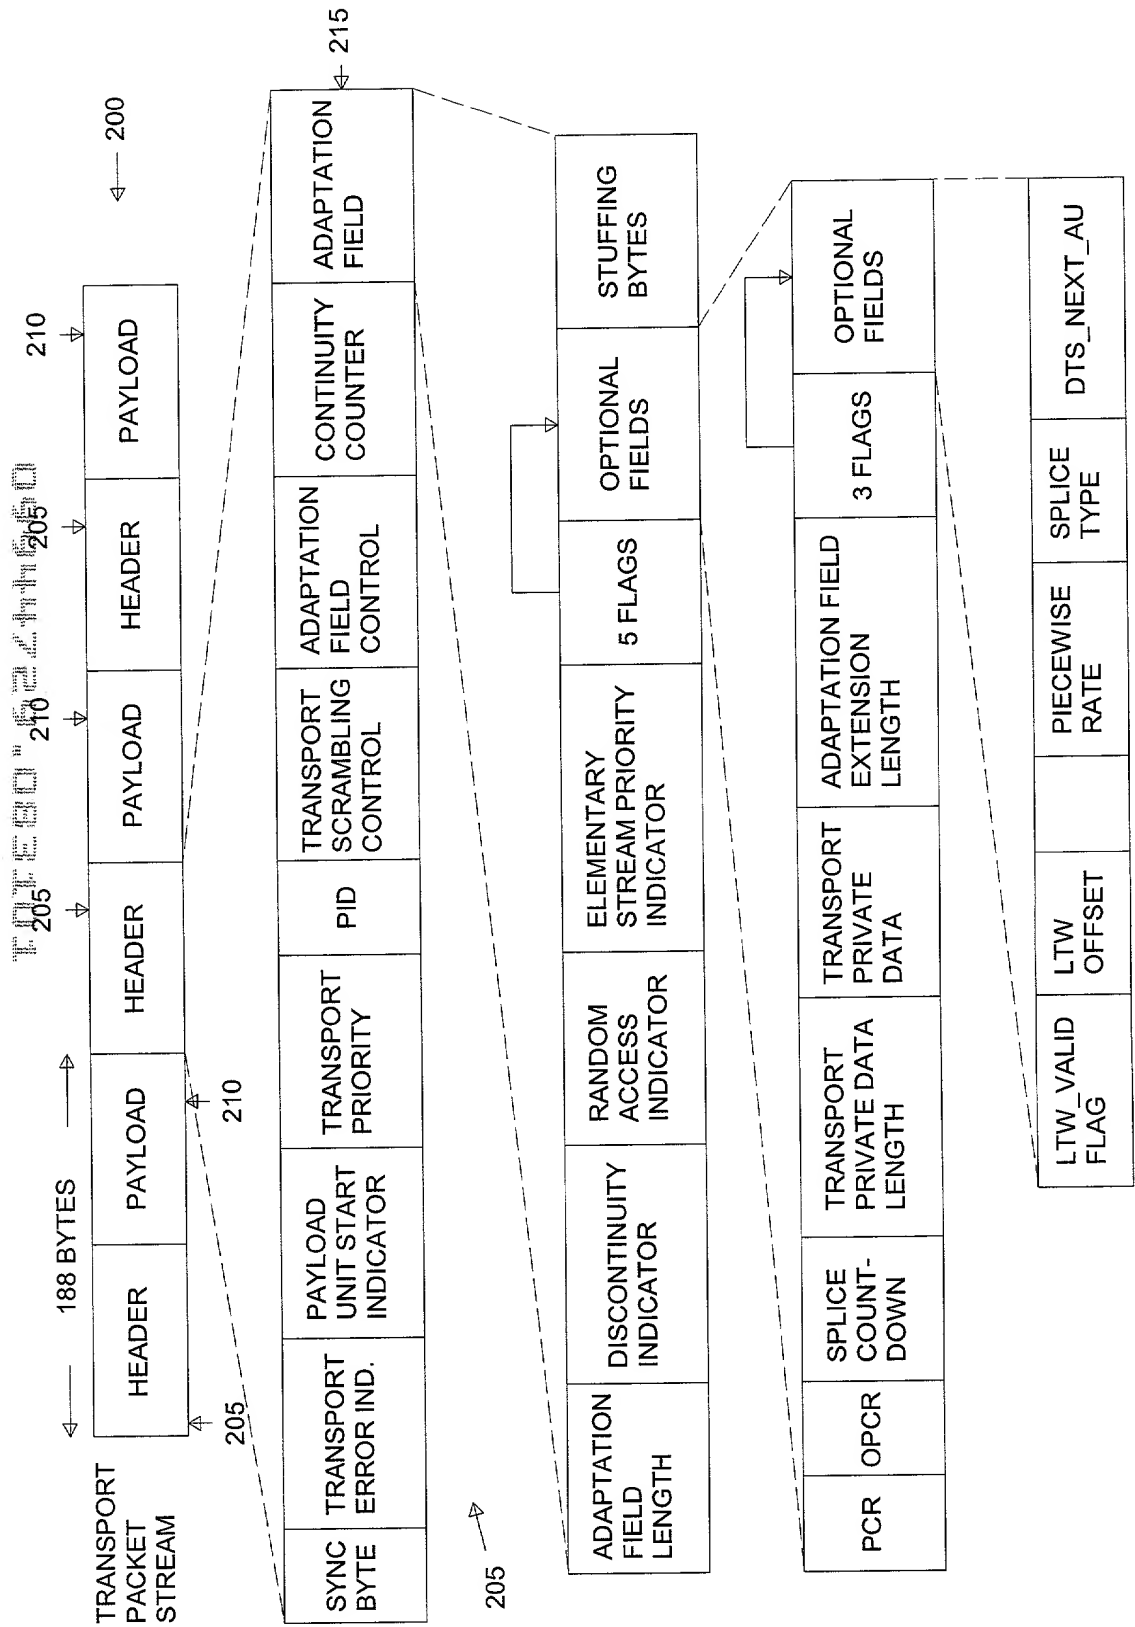 TRANSPORT
PACKET
STREAM
188 BYTES
200
HEADER
PAYLOAD
HEADER
PAYLOAD
HEADER
PAYLOAD
205
210
205
210
205
210
SYNC
BYTE
TRANSPORT
ERROR IND.
PAYLOAD
UNIT START
INDICATOR
TRANSPORT
PRIORITY
PID
TRANSPORT
SCRAMBLING
CONTROL
ADAPTATION
FIELD
CONTROL
CONTINUITY
COUNTER
ADAPTATION
FIELD
215
205
ADAPTATION
FIELD
LENGTH
DISCONTINUITY
INDICATOR
RANDOM
ACCESS
INDICATOR
ELEMENTARY
STREAM PRIORITY
INDICATOR
5 FLAGS
OPTIONAL
FIELDS
STUFFING
BYTES
PCR
OPCR
SPLICE
COUNT-
DOWN
TRANSPORT
PRIVATE DATA
LENGTH
TRANSPORT
PRIVATE
DATA
ADAPTATION FIELD
EXTENSION
LENGTH
3 FLAGS
OPTIONAL
FIELDS
LTW_VALID
FLAG
LTW
OFFSET
PIECEWISE
RATE
SPLICE
TYPE
DTS_NEXT_AU